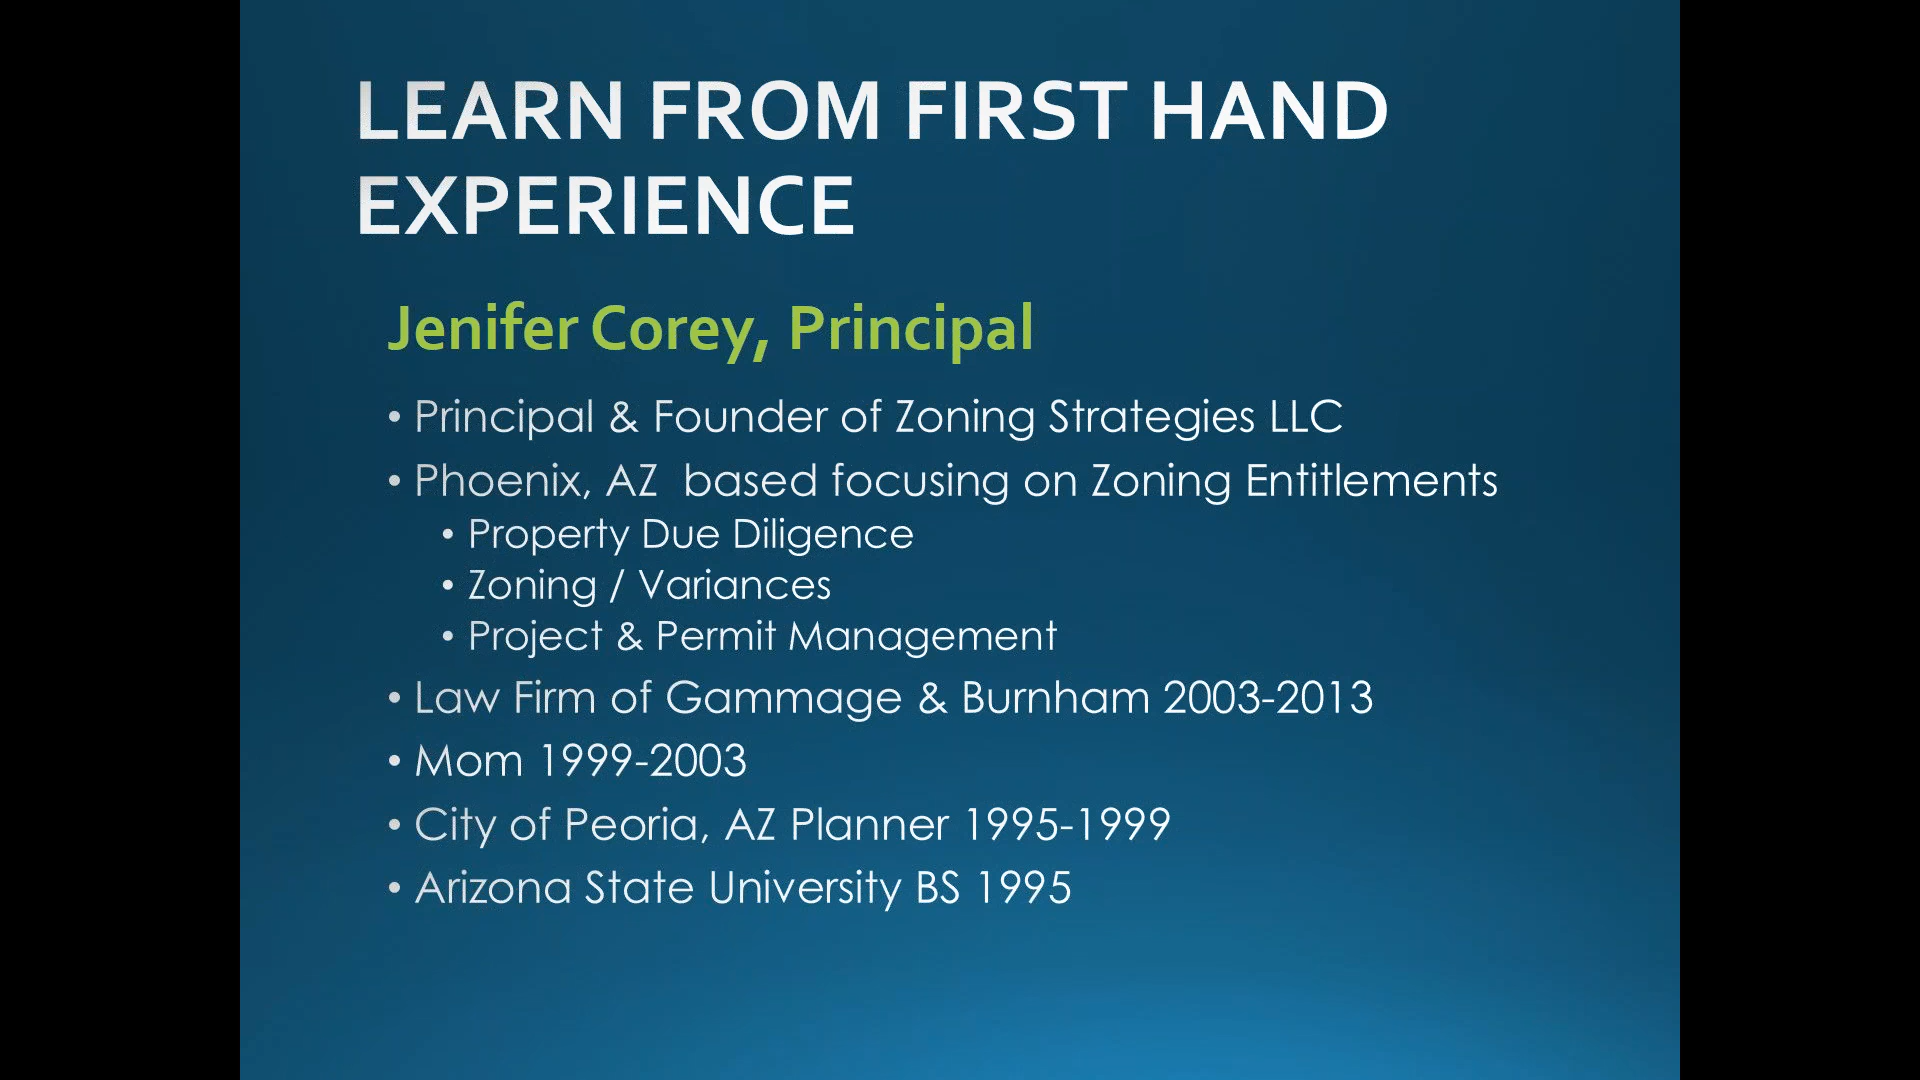 LEARN FROM FIRST HAND
EXPERIENCE
Jenifer Corey, Principal
• Principal & Founder of Zoning Strategies LLC
• Phoenix, AZ  based focusing on Zoning Entitlements
• Property Due Diligence
• Zoning / Variances
• Project & Permit Management
• Law Firm of Gammage & Burnham 2003-2013
• Mom 1999-2003
• City of Peoria, AZ Planner 1995-1999
• Arizona State University BS 1995